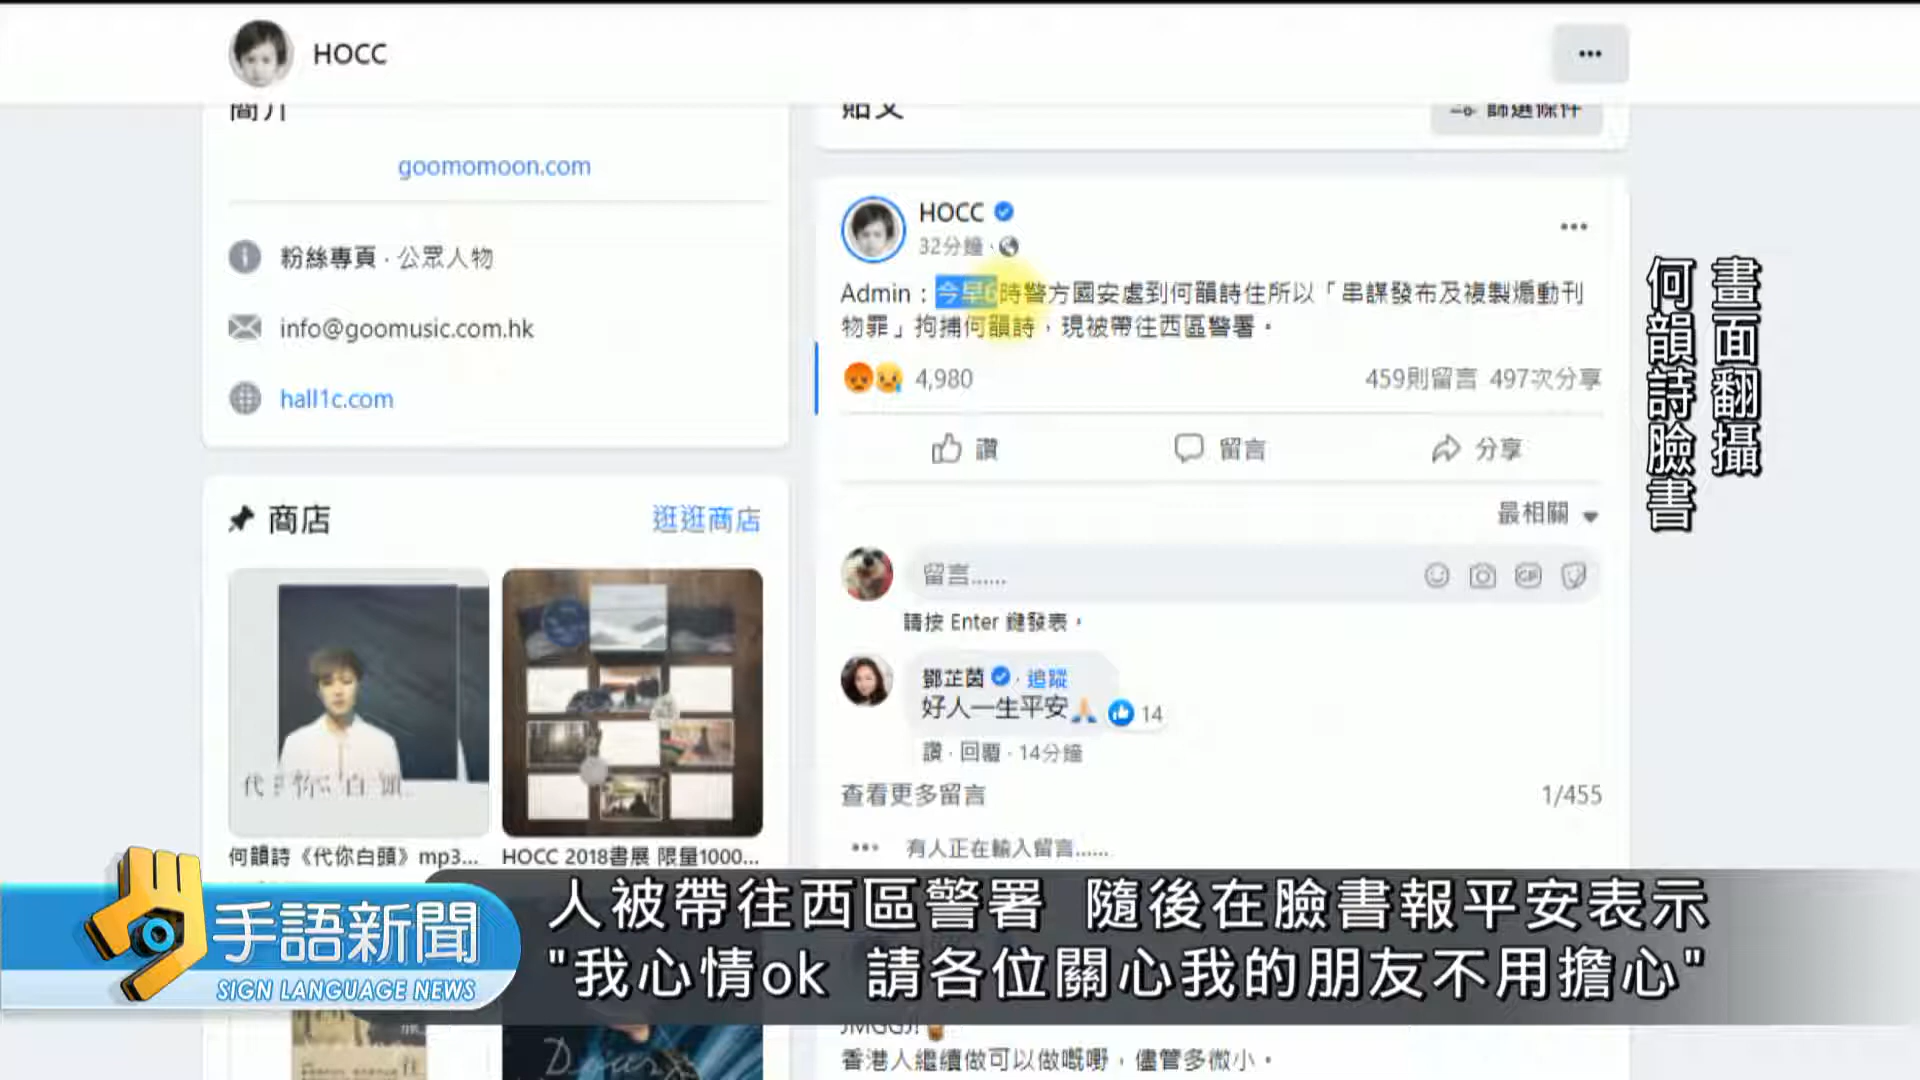 HOCC
簡介
貼文
篩選條件
goomomoon.com
粉絲專頁 · 公眾人物
info@goomusic.com.hk
hall1c.com
商店
逛逛商店
代你白頭
何韻詩《代你白頭》mp3...
HOCC 2018書展 限量1000...
HOCC
32分鐘 ·
Admin：今早6時警方國安處到何韻詩住所以「串謀發布及複製煽動刊
物罪」拘捕何韻詩，現被帶往西區警署。
4,980
459則留言 497次分享
讚
留言
分享
最相關
留言......
GIF
請按 Enter 鍵發表。
鄧芷茵 · 追蹤
好人一生平安
14
讚 · 回覆 · 14分鐘
查看更多留言
1/455
有人正在輸入留言......
香港人繼續做可以做嘅嘢，儘管多微小。
畫面翻攝
何韻詩臉書
手語新聞
SIGN LANGUAGE NEWS
人被帶往西區警署 隨後在臉書報平安表示
"我心情ok 請各位關心我的朋友不用擔心"